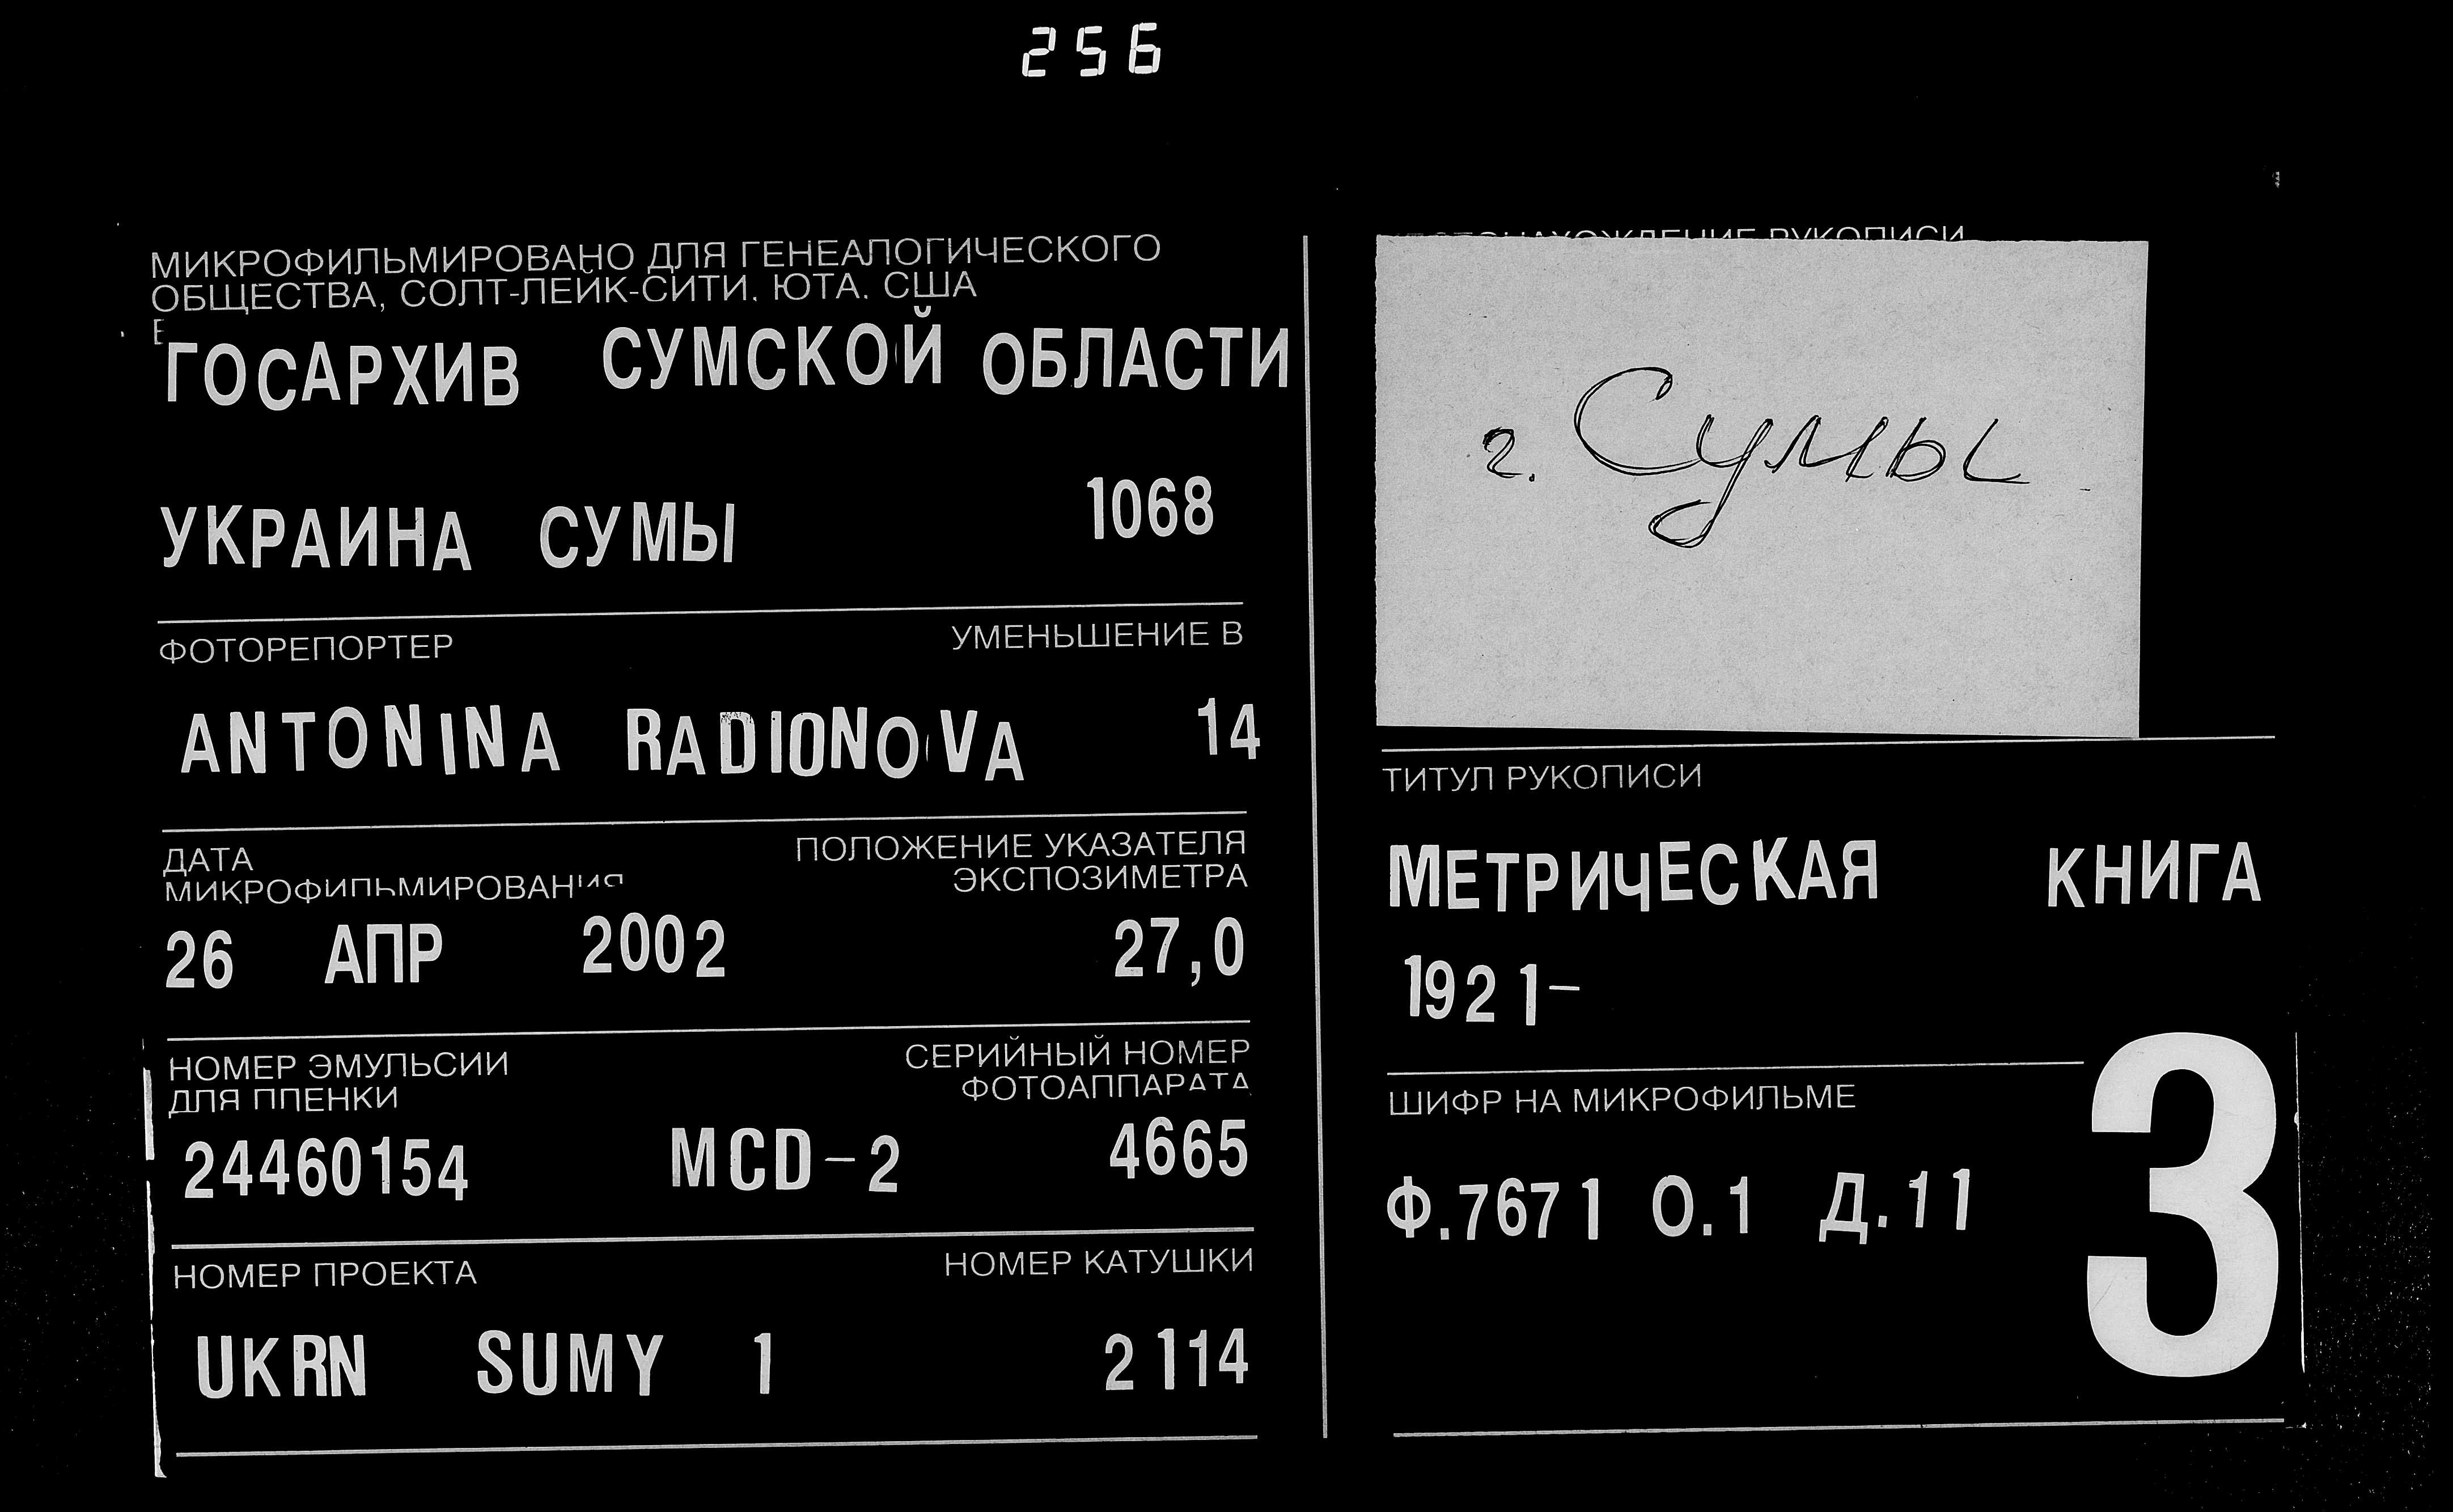 256
МИКРОФИЛЬМИРОВАНО ДЛЯ ГЕНЕАЛОГИЧЕСКОГО
ОБЩЕСТВА, СОЛТ-ЛЕЙК-СИТИ, ЮТА, США
ГОСАРХИВ СУМСКОЙ ОБЛАСТИ
УКРАИНА СУМЫ 1068
ФОТОРЕПОРТЕР УМЕНЬШЕНИЕ В
ANTONINA RADIONOVA 14
ДАТА ПОЛОЖЕНИЕ УКАЗАТЕЛЯ
МИКРОФИЛЬМИРОВАНИЯ ЭКСПОЗИМЕТРА
26 АПР 2002 27,0
НОМЕР ЭМУЛЬСИИ СЕРИЙНЫЙ НОМЕР
ДЛЯ ПЛЕНКИ ФОТОАППАРАТА
24460154 MCD-2 4665
НОМЕР ПРОЕКТА НОМЕР КАТУШКИ
UKRN SUMY 1 2114
МЕСТОНАХОЖДЕНИЕ РУКОПИСИ
г. Сумы
ТИТУЛ РУКОПИСИ
МЕТРИЧЕСКАЯ КНИГА
1921-
ШИФР НА МИКРОФИЛЬМЕ
Ф.7671 О.1 Д.11
3